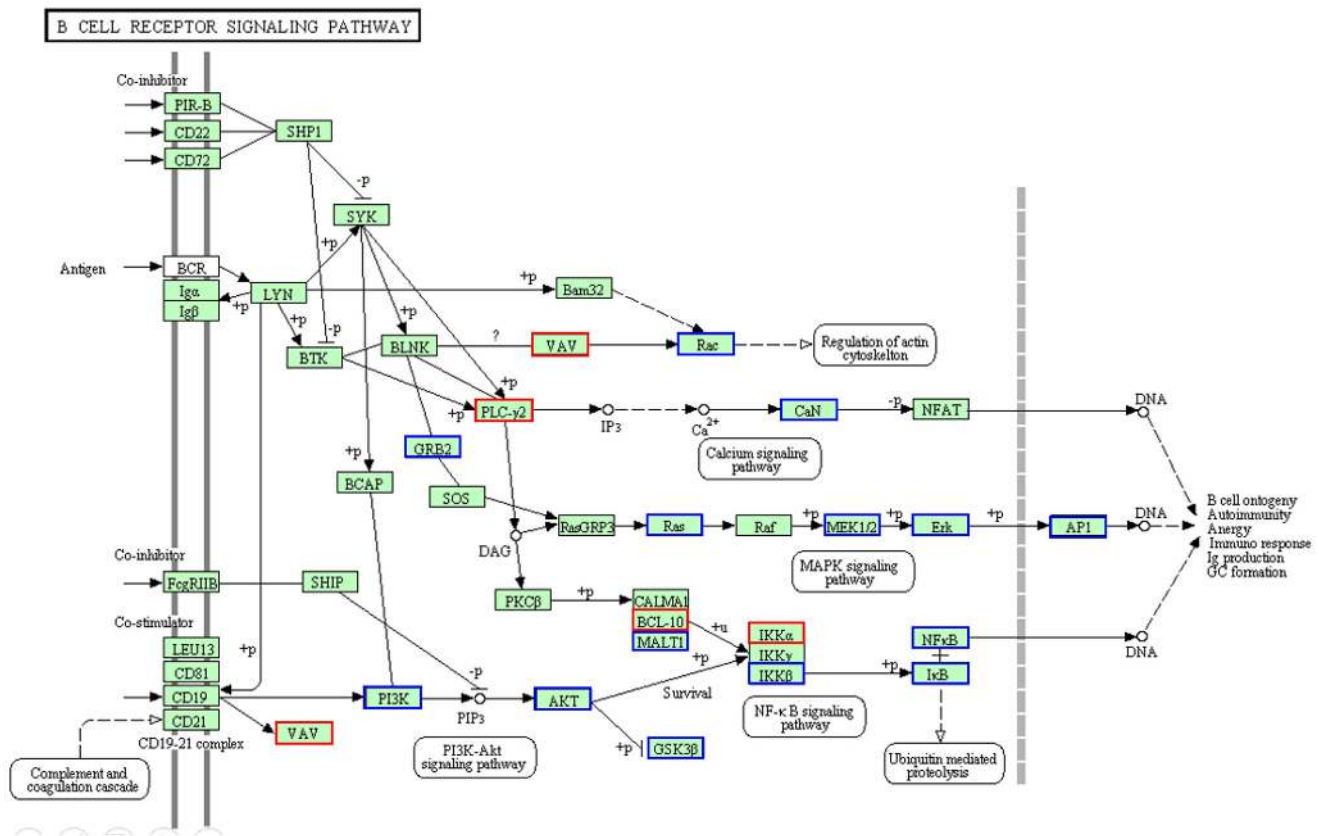 B CELL RECEPTOR SIGNALING PATHWAY
Co-inhibitor
PIR-B
CD22
SHP1
CD72
-p
SYK
+p
Antigen
BCR
+p
Bam32
Igα
LYN
Igβ
+p
+p
+p
-p
BTK
BLNK
?
VAV
Rac
Regulation of actin
cytoskelton
+p
+p
PLC-γ2
IP3
Ca2+
CaN
-p
NFAT
DNA
GRB2
Calcium signaling
pathway
+p
BCAP
SOS
RasGRP3
Ras
Raf
+p
MEK1/2
+p
Erk
+p
AP1
DNA
B cell ontogeny
Autoimmunity
Anergy
Immuno response
Ig production
GC formation
DAG
MAPK signaling
pathway
Co-inhibitor
FcgRIIB
SHIP
PKCβ
+p
CALMA1
BCL-10
MALT1
+u
IKKα
IKKγ
IKKβ
+p
NFκB
IκB
DNA
Co-stimulator
LEU13
CD81
+p
CD19
CD21
CD19-21 complex
VAV
PI3K
-p
PIP3
AKT
+p
Survival
NF-κB signaling
pathway
+p
GSK3β
PI3K-Akt
signaling pathway
Ubiquitin mediated
proteolysis
Complement and
coagulation cascade